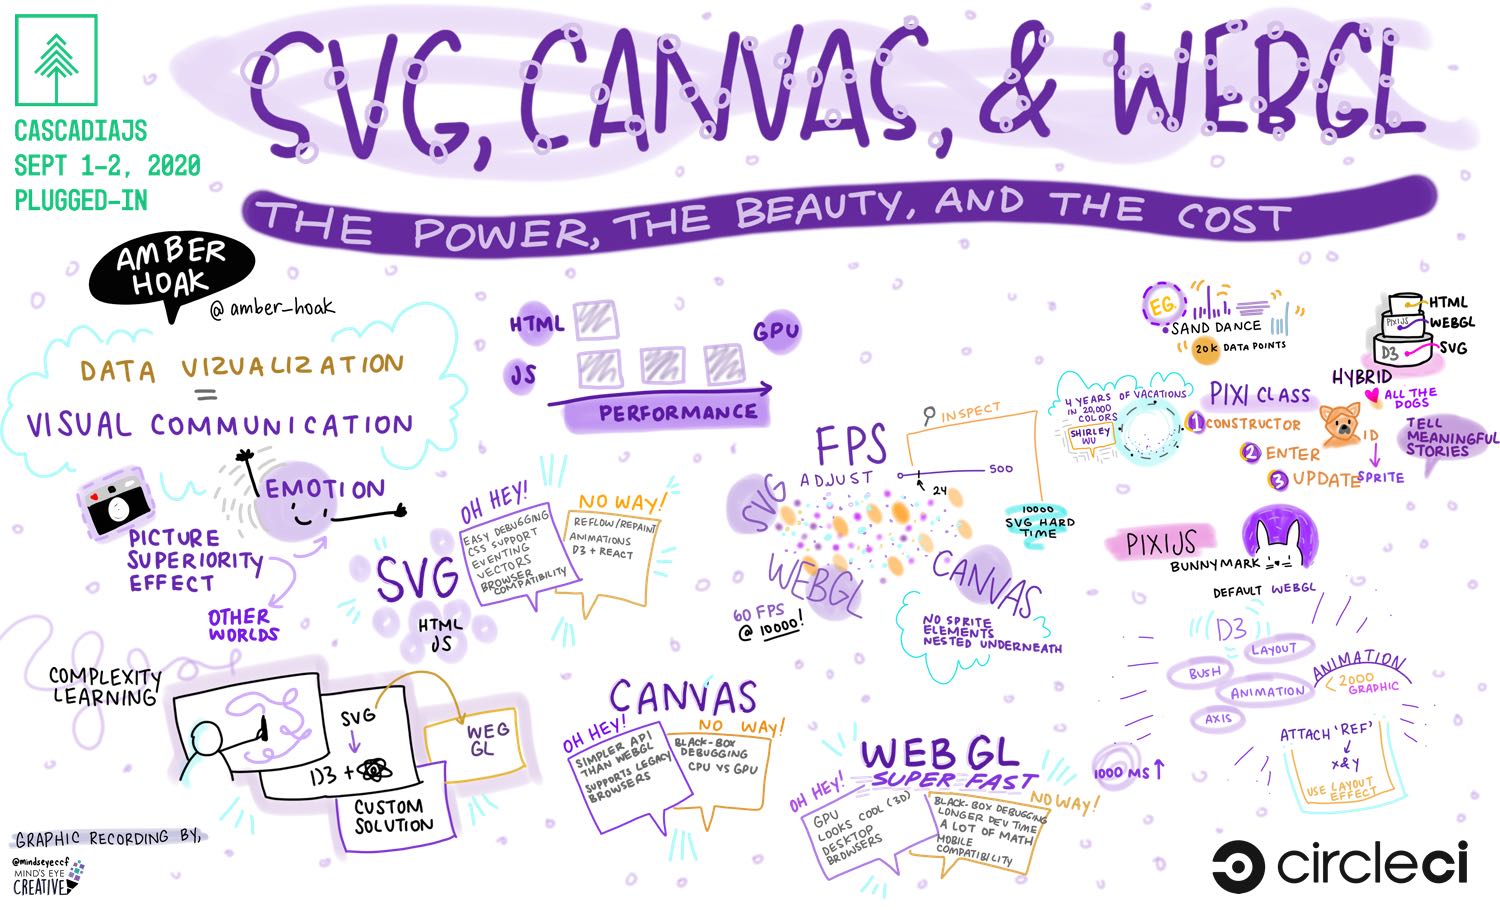 CASCADIAJS
SEPT 1-2, 2020
PLUGGED-IN
SVG, CANVAS, & WEBGL
THE POWER, THE BEAUTY, AND THE COST
AMBER
HOAK
@amber_hoak
DATA VIZUALIZATION
=
VISUAL COMMUNICATION
EMOTION
PICTURE
SUPERIORITY
EFFECT
OTHER
WORLDS
HTML
JS
GPU
PERFORMANCE
SVG
HTML
JS
OH HEY!
EASY DEBUGGING
CSS SUPPORT
EVENTING
VECTORS
BROWSER
COMPATIBILITY
NO WAY!
REFLOW/REPAINT
ANIMATIONS
D3 + REACT
COMPLEXITY
LEARNING
SVG
D3 +
WEG
GL
CUSTOM
SOLUTION
FPS
ADJUST
INSPECT
500
24
10000
SVG HARD
TIME
SVG
WEBGL
CANVAS
60 FPS
@ 10000!
NO SPRITE
ELEMENTS
NESTED UNDERNEATH
CANVAS
OH HEY!
SIMPLER API
THAN WEBGL
SUPPORTS LEGACY
BROWSERS
NO WAY!
BLACK-BOX
DEBUGGING
CPU VS GPU
WEB GL
SUPER FAST
OH HEY!
GPU
LOOKS COOL (3D)
DESKTOP
BROWSERS
NO WAY!
BLACK-BOX DEBUGGING
LONGER DEV TIME
A LOT OF MATH
MOBILE
COMPATIBILITY
EG.
SAND DANCE
20K DATA POINTS
HTML
PIXIJS
WEBGL
D3
SVG
HYBRID
4 YEARS OF VACATIONS
IN 20,000
COLORS
SHIRLEY
WU
PIXI CLASS
1 CONSTRUCTOR
2 ENTER
3 UPDATE
ALL THE
DOGS
ID
SPRITE
TELL
MEANINGFUL
STORIES
PIXIJS
BUNNYMARK
DEFAULT WEBGL
D3
LAYOUT
BUSH
ANIMATION
AXIS
ANIMATION
< 2000
GRAPHIC
1000 MS ↑
ATTACH 'REF'
X & Y
USE LAYOUT
EFFECT
GRAPHIC RECORDING BY,
@mindseyeccf
MIND'S EYE
CREATIVE
circleci